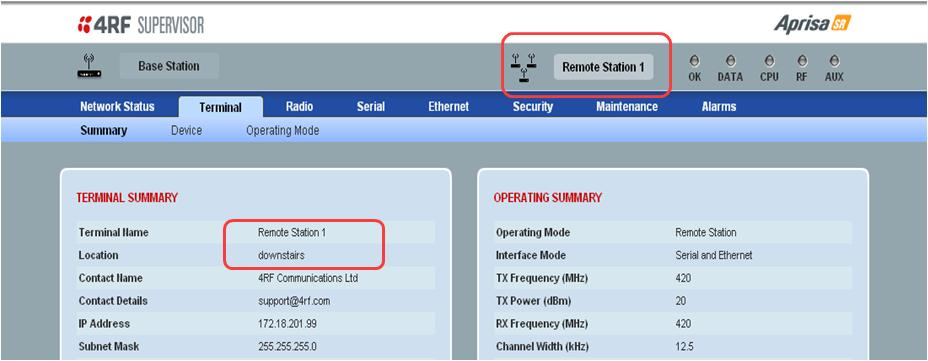 4RF SUPERVISOR
Aprisa SR
Base Station
Remote Station 1
OK DATA CPU RF AUX
Network Status Terminal Radio Serial Ethernet Security Maintenance Alarms
Summary Device Operating Mode
TERMINAL SUMMARY
Terminal Name Remote Station 1
Location downstairs
Contact Name 4RF Communications Ltd
Contact Details support@4rf.com
IP Address 172.18.201.99
Subnet Mask 255.255.255.0
OPERATING SUMMARY
Operating Mode Remote Station
Interface Mode Serial and Ethernet
TX Frequency (MHz) 420
TX Power (dBm) 20
RX Frequency (MHz) 420
Channel Width (kHz) 12.5